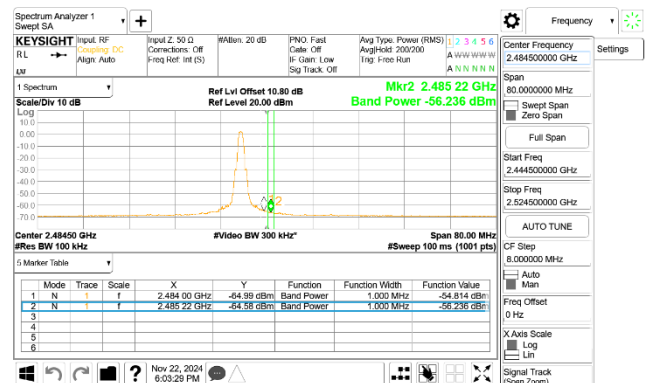 Spectrum Analyzer 1
Swept SA
Frequency
KEYSIGHT
RL
LXI
Input: RF
Coupling: DC
Align: Auto
Input Z: 50 Ω
Corrections: Off
Freq Ref: Int (S)
#Atten: 20 dB
PNO: Fast
Gate: Off
IF Gain: Low
Sig Track: Off
Avg Type: Power (RMS)
Avg|Hold: 200/200
Trig: Free Run
1 2 3 4 5 6
A W W W W W
A N N N N N
Center Frequency
2.484500000 GHz
Settings
Span
80.0000000 MHz
Swept Span
Zero Span
Full Span
Start Freq
2.444500000 GHz
Stop Freq
2.524500000 GHz
AUTO TUNE
CF Step
8.000000 MHz
Auto
Man
Freq Offset
0 Hz
X Axis Scale
Log
Lin
Signal Track
(Span Zoom)
1 Spectrum
Scale/Div 10 dB
Log
Ref Lvl Offset 10.80 dB
Ref Level 20.00 dBm
Mkr2 2.485 22 GHz
Band Power -56.236 dBm
10.0
0.00
-10.0
-20.0
-30.0
-40.0
-50.0
-60.0
-70.0
2
Center 2.48450 GHz
#Res BW 100 kHz
#Video BW 300 kHz*
Span 80.00 MHz
#Sweep 100 ms (1001 pts)
5 Marker Table
Mode Trace Scale X Y Function Function Width Function Value
1 N 1 f 2.484 00 GHz -64.99 dBm Band Power 1.000 MHz -54.814 dBm
2 N 1 f 2.485 22 GHz -64.58 dBm Band Power 1.000 MHz -56.236 dBm
3
4
5
6
?
Nov 22, 2024
6:03:29 PM